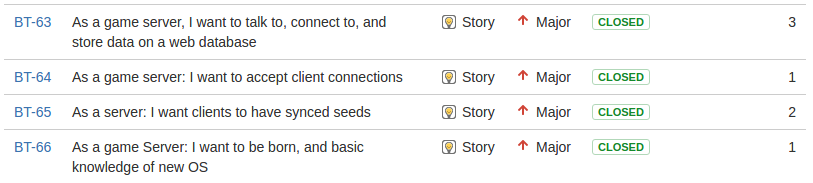 BT-63 As a game server, I want to talk to, connect to, and Story Major CLOSED 3
store data on a web database
BT-64 As a game server: I want to accept client connections Story Major CLOSED 1
BT-65 As a server: I want clients to have synced seeds Story Major CLOSED 2
BT-66 As a game Server: I want to be born, and basic Story Major CLOSED 1
knowledge of new OS